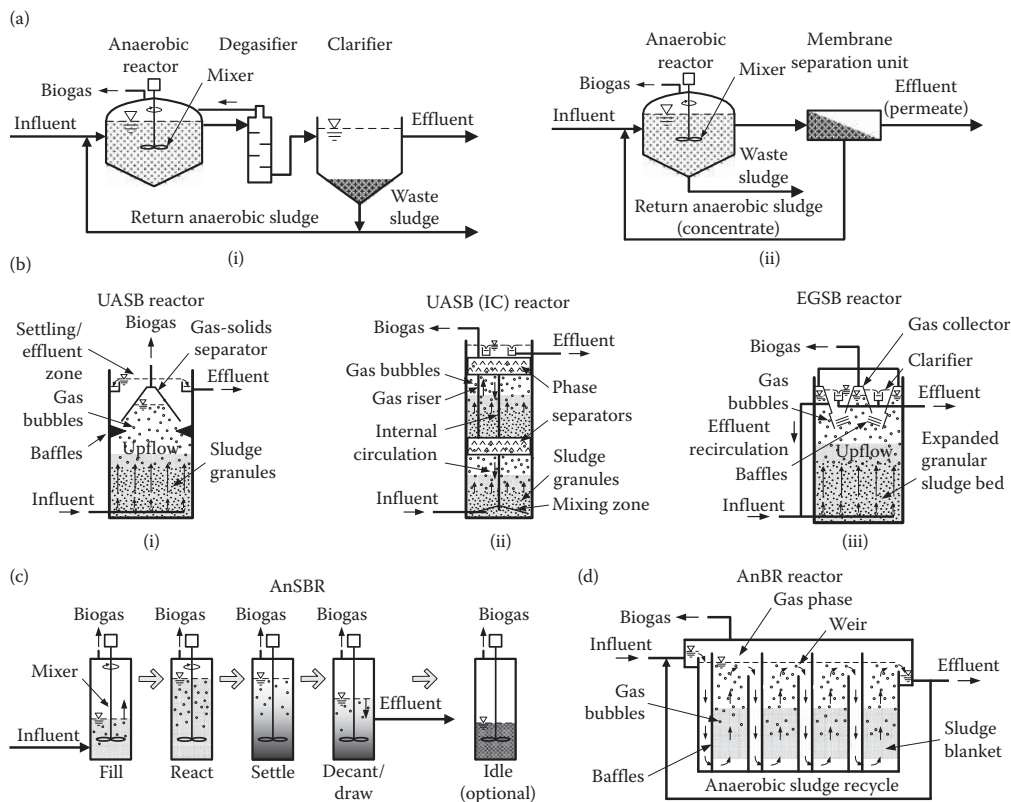 (a)
Anaerobic
reactor
Degasifier
Clarifier
Biogas
Mixer
Influent
Effluent
Waste
sludge
Return anaerobic sludge
(i)
Anaerobic
reactor
Membrane
separation unit
Biogas
Mixer
Effluent
(permeate)
Influent
Waste
sludge
Return anaerobic sludge
(concentrate)
(ii)
(b)
UASB reactor
Biogas
Settling/
effluent
zone
Gas-solids
separator
Effluent
Gas
bubbles
Baffles
Upflow
Sludge
granules
Influent
(i)
UASB (IC) reactor
Biogas
Effluent
Gas bubbles
Gas riser
Phase
separators
Internal
circulation
Sludge
granules
Influent
Mixing zone
(ii)
EGSB reactor
Gas collector
Biogas
Clarifier
Gas
bubbles
Effluent
Effluent
recirculation
Upflow
Baffles
Expanded
granular
sludge bed
Influent
(iii)
(c)
AnSBR
Biogas
Biogas
Biogas
Biogas
Biogas
Mixer
Influent
Effluent
Fill
React
Settle
Decant/
draw
Idle
(optional)
(d)
AnBR reactor
Biogas
Gas phase
Weir
Influent
Effluent
Gas
bubbles
Baffles
Sludge
blanket
Anaerobic sludge recycle